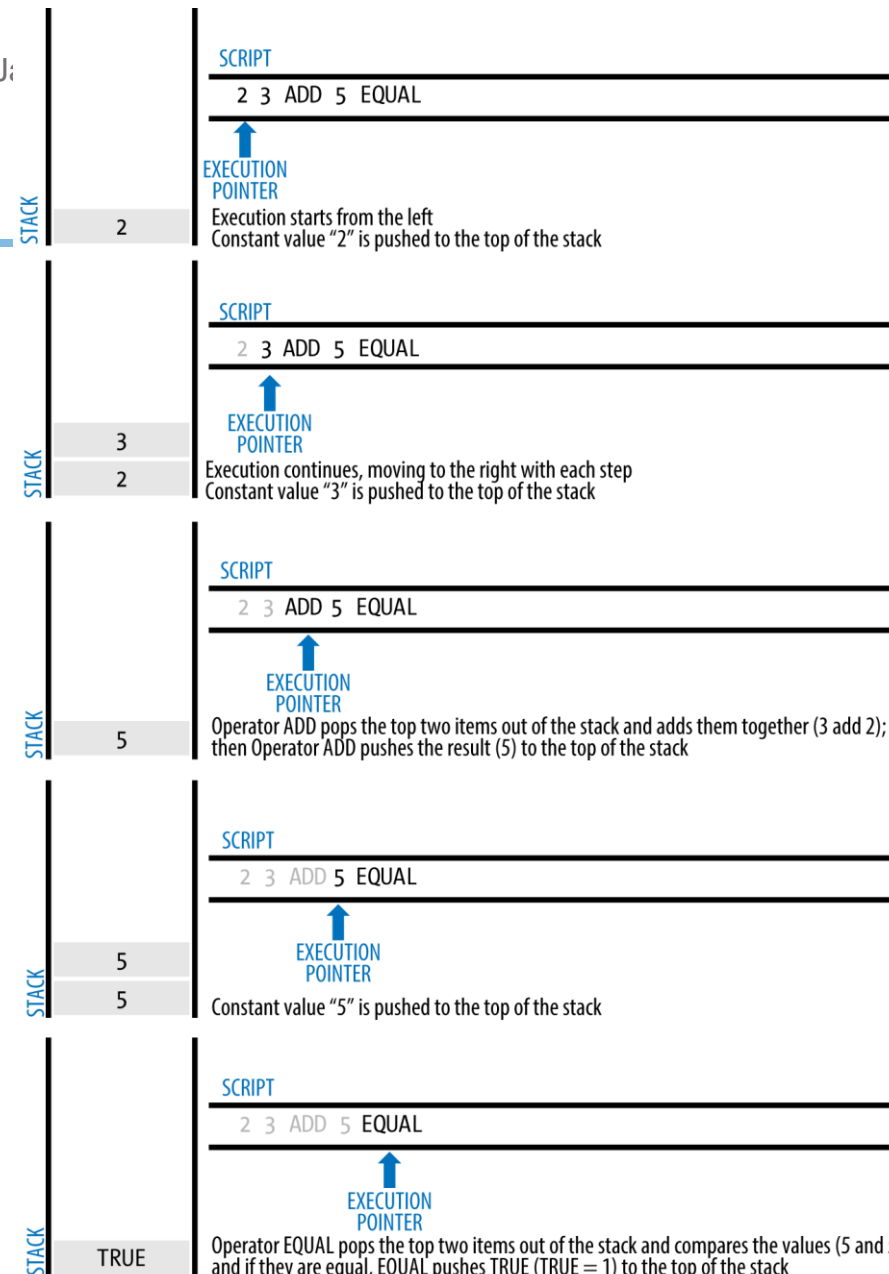 SCRIPT
2 3 ADD 5 EQUAL
EXECUTION
POINTER
STACK
2
Execution starts from the left
Constant value “2” is pushed to the top of the stack
SCRIPT
2 3 ADD 5 EQUAL
EXECUTION
POINTER
STACK
3
2
Execution continues, moving to the right with each step
Constant value “3” is pushed to the top of the stack
SCRIPT
2 3 ADD 5 EQUAL
EXECUTION
POINTER
STACK
5
Operator ADD pops the top two items out of the stack and adds them together (3 add 2);
then Operator ADD pushes the result (5) to the top of the stack
SCRIPT
2 3 ADD 5 EQUAL
EXECUTION
POINTER
STACK
5
5
Constant value “5” is pushed to the top of the stack
SCRIPT
2 3 ADD 5 EQUAL
EXECUTION
POINTER
STACK
TRUE
Operator EQUAL pops the top two items out of the stack and compares the values (5 and
and if they are equal, EQUAL pushes TRUE (TRUE = 1) to the top of the stack